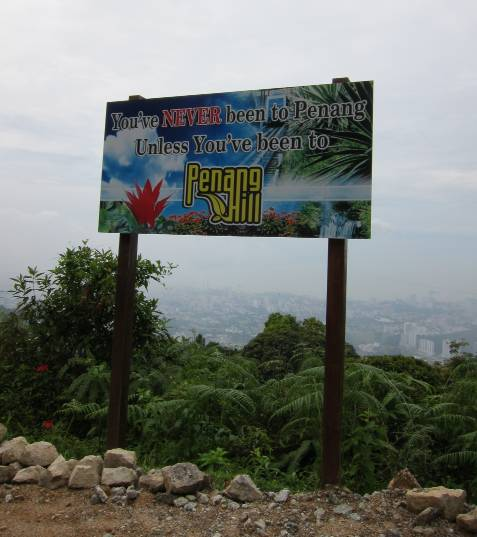 You've NEVER been to Penang
Unless You've been to
Penang
Hill